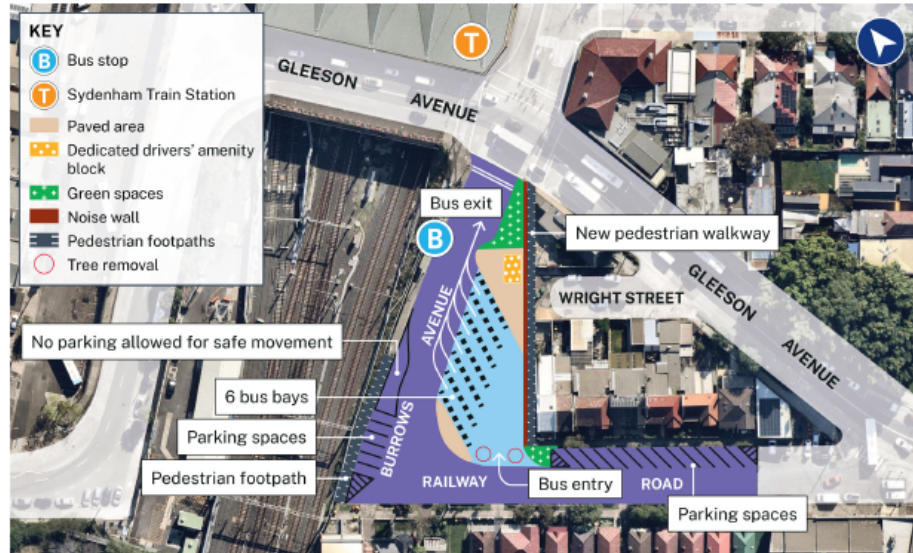 KEY
B Bus stop
T Sydenham Train Station
Paved area
Dedicated drivers' amenity
block
Green spaces
Noise wall
Pedestrian footpaths
Tree removal
T
GLEESON
AVENUE
Bus exit
B
New pedestrian walkway
WRIGHT STREET
GLEESON
AVENUE
AVENUE
No parking allowed for safe movement
6 bus bays
Parking spaces
BURROWS
Pedestrian footpath
RAILWAY
Bus entry
ROAD
Parking spaces